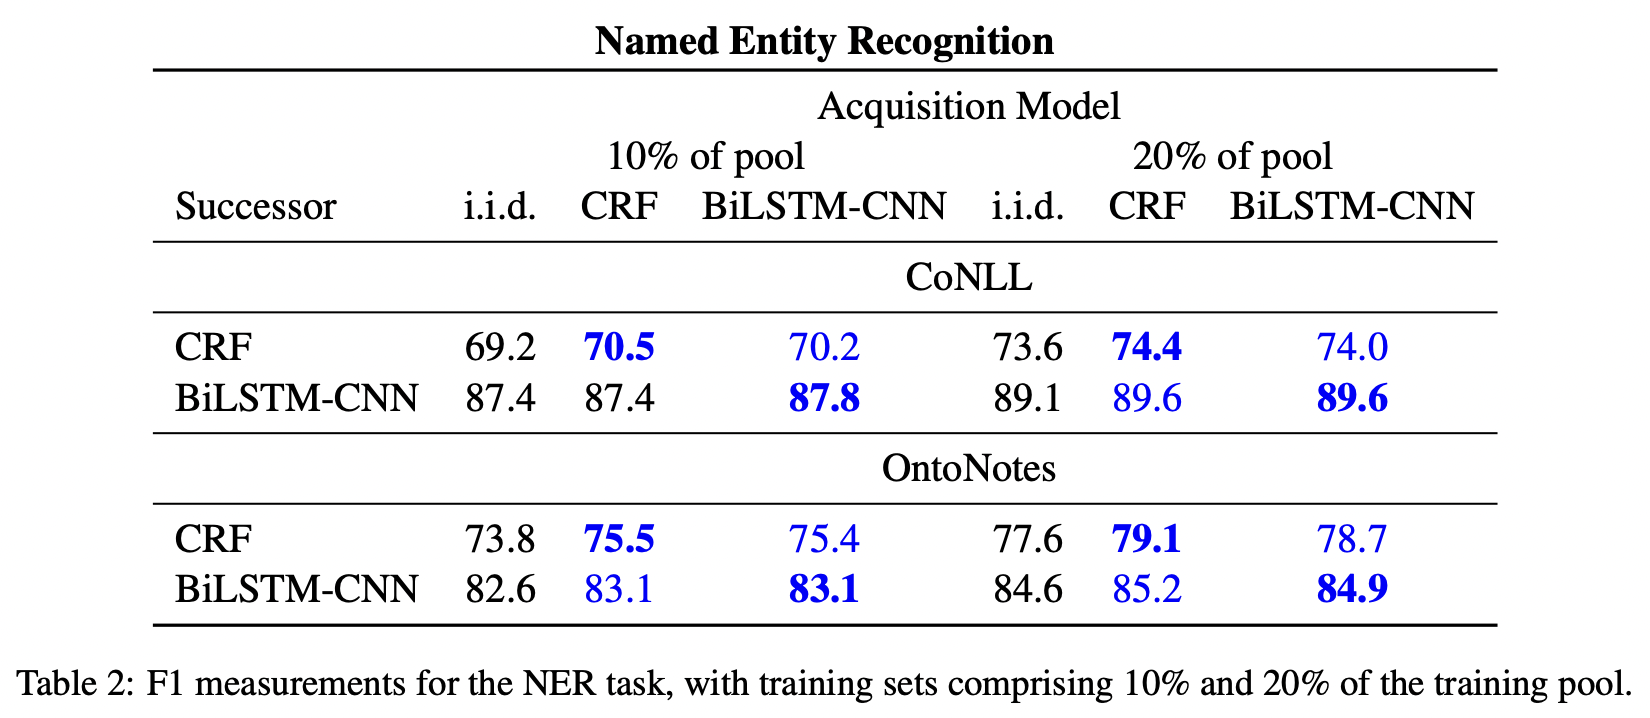 Named Entity Recognition
Acquisition Model
10% of pool 20% of pool
Successor i.i.d. CRF BiLSTM-CNN i.i.d. CRF BiLSTM-CNN
CoNLL
CRF 69.2 70.5 70.2 73.6 74.4 74.0
BiLSTM-CNN 87.4 87.4 87.8 89.1 89.6 89.6
OntoNotes
CRF 73.8 75.5 75.4 77.6 79.1 78.7
BiLSTM-CNN 82.6 83.1 83.1 84.6 85.2 84.9
Table 2: F1 measurements for the NER task, with training sets comprising 10% and 20% of the training pool.